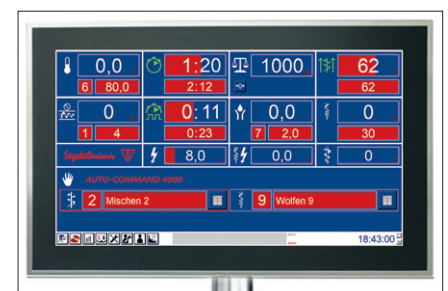 0,0 1:20 1000 62
6 80,0 2:12 62
0 0:11 0,0 0
1 4 0:23 7 2,0 30
Seydelmann 8,0 0,0 0
AUTO-COMMAND 4000
2 Mischen 2 9 Wolfen 9
18:43:00